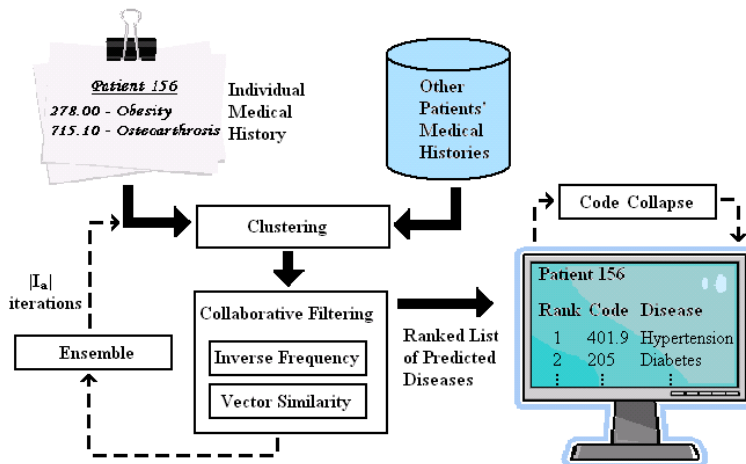 Patient 156
278.00 - Obesity
715.10 - Osteoarthrosis
Individual
Medical
History
Other
Patients'
Medical
Histories
Clustering
Code Collapse
|Ia|
iterations
Ensemble
Collaborative Filtering
Inverse Frequency
Vector Similarity
Ranked List
of Predicted
Diseases
Patient 156
Rank Code Disease
1 401.9 Hypertension
2 205 Diabetes
⋮ ⋮ ⋮